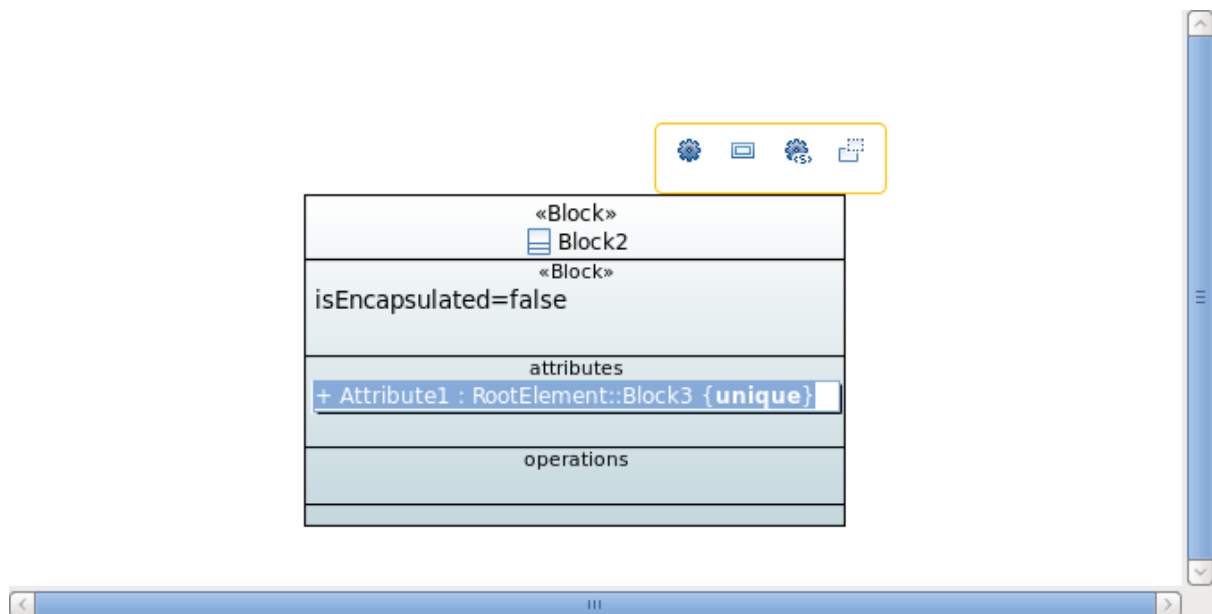 <S>
«Block»
Block2
«Block»
isEncapsulated=false
attributes
+ Attribute1 : RootElement::Block3 {unique}
operations